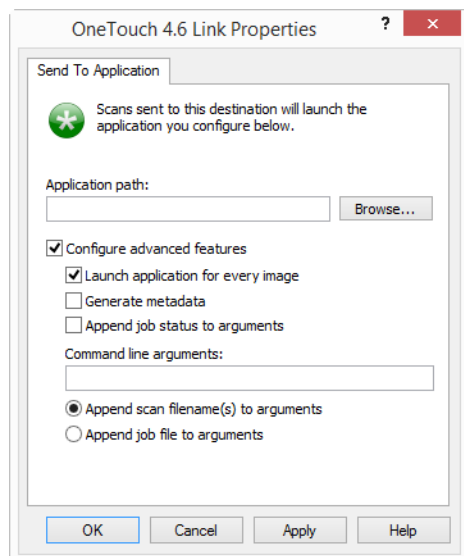 OneTouch 4.6 Link Properties
?
Send To Application
Scans sent to this destination will launch the
application you configure below.
Application path:
Browse...
Configure advanced features
Launch application for every image
Generate metadata
Append job status to arguments
Command line arguments:
Append scan filename(s) to arguments
Append job file to arguments
OK Cancel Apply Help